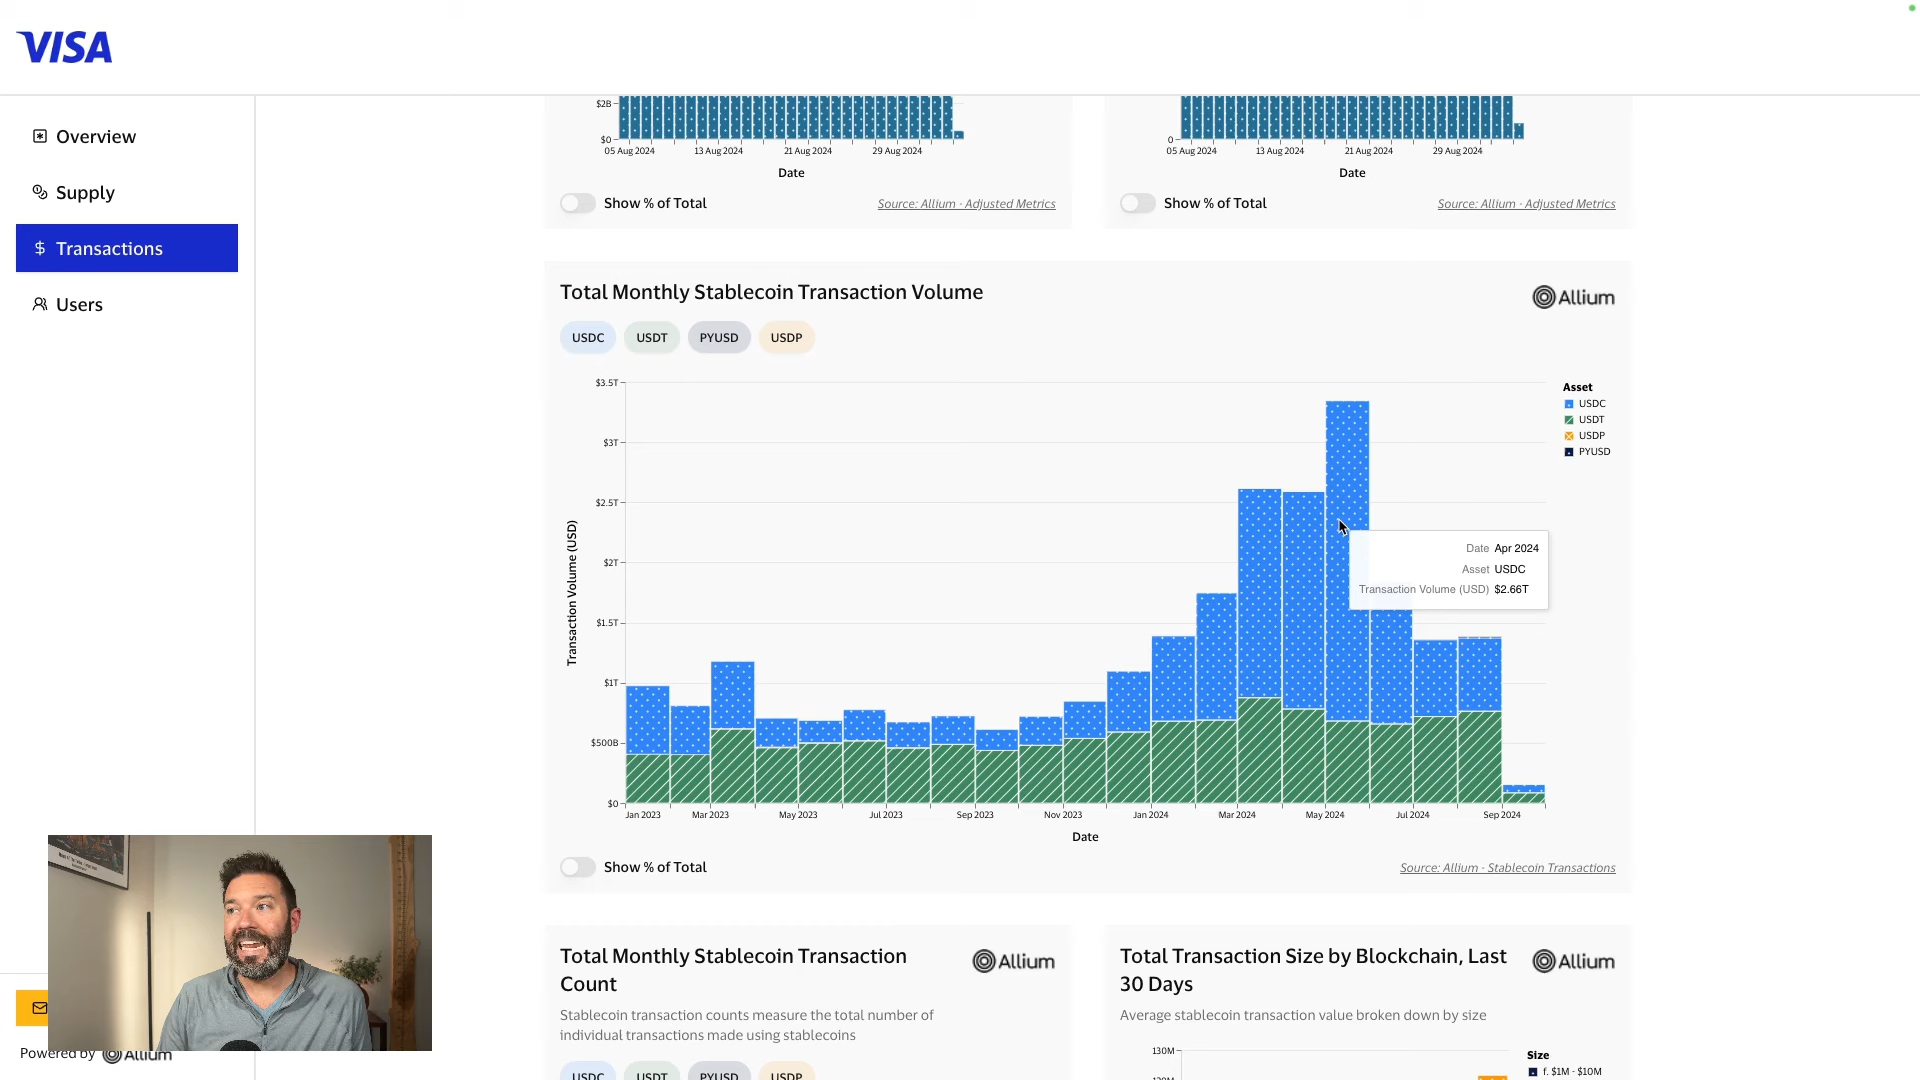 VISA
Overview
Supply
Transactions
Users
Powered by Allium
$2B
$0
05 Aug 2024 13 Aug 2024 21 Aug 2024 29 Aug 2024
Date
Show % of Total
Source: Allium - Adjusted Metrics
0
05 Aug 2024 13 Aug 2024 21 Aug 2024 29 Aug 2024
Date
Show % of Total
Source: Allium - Adjusted Metrics
Total Monthly Stablecoin Transaction Volume
Allium
USDC USDT PYUSD USDP
Transaction Volume (USD)
$3.5T
$3T
$2.5T
$2T
$1.5T
$1T
$500B
$0
Jan 2023 Mar 2023 May 2023 Jul 2023 Sep 2023 Nov 2023 Jan 2024 Mar 2024 May 2024 Jul 2024 Sep 2024
Date
Asset
USDC
USDT
USDP
PYUSD
Date Apr 2024
Asset USDC
Transaction Volume (USD) $2.66T
Show % of Total
Source: Allium - Stablecoin Transactions
Total Monthly Stablecoin Transaction
Count
Allium
Stablecoin transaction counts measure the total number of
individual transactions made using stablecoins
USDC USDT PYUSD USDP
Total Transaction Size by Blockchain, Last
30 Days
Allium
Average stablecoin transaction value broken down by size
130M
Size
f. $1M - $10M